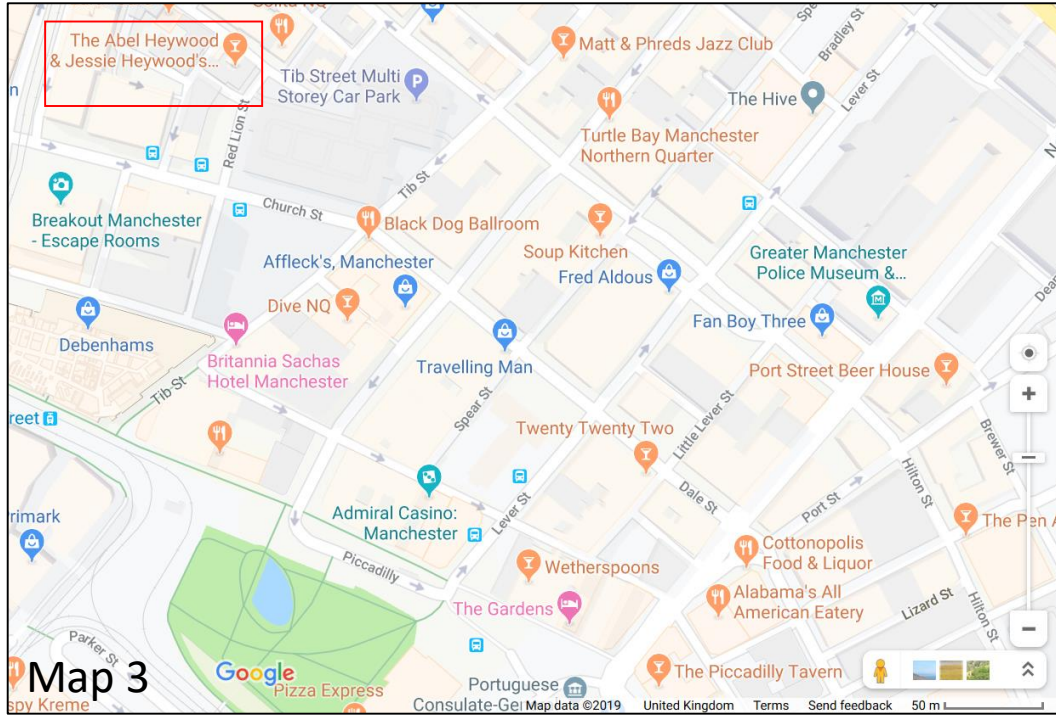 Solita NQ
The Abel Heywood
& Jessie Heywood's...
Tib Street Multi
Storey Car Park
Matt & Phreds Jazz Club
Bradley St
Lever St
The Hive
Turtle Bay Manchester
Northern Quarter
Red Lion St
Tib St
Church St
Breakout Manchester
- Escape Rooms
Black Dog Ballroom
Soup Kitchen
Affleck's, Manchester
Fred Aldous
Greater Manchester
Police Museum &...
Dive NQ
Fan Boy Three
Debenhams
Britannia Sachas
Hotel Manchester
Travelling Man
Port Street Beer House
Tib St
Spear St
Little Lever St
Brewer St
reet
Twenty Twenty Two
Hilton St
Dale St
Port St
Admiral Casino:
Manchester
Lever St
rimark
The Pen A
Piccadilly
Wetherspoons
Cottonopolis
Food & Liquor
The Gardens
Alabama's All
American Eatery
Lizard St
Hilton St
Parker St
Map 3
Google
The Piccadilly Tavern
Pizza Express
Portuguese
Consulate-Ge
spy Kreme
Map data ©2019 United Kingdom Terms Send feedback 50 m